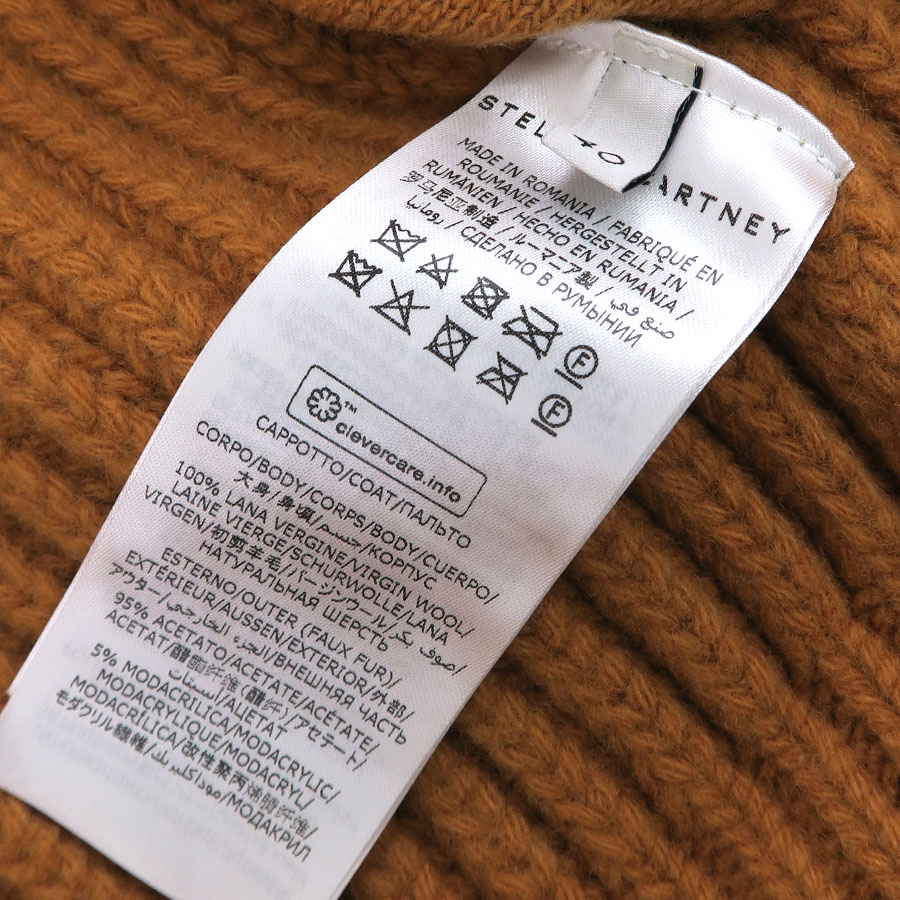 STELL
ARTNEY
40
MADE IN ROMANIA / FABRIQUÉ EN
ROUMANIE / HERGESTELLT IN
RUMÄNIEN / HECHO EN RUMANIA /
罗马尼亚制造 / ルーマニア製 / صنع في
رومانيا / СДЕЛАНО В РУМЫНИИ
F
F
™
clevercare.info
CAPPOTTO/COAT/ПАЛЬТО
CORPO/BODY/CORPS/BODY/CUERPO/
大身/身頃/جسم/КОРПУС
100% LANA VERGINE/VIRGIN WOOL/
LAINE VIERGE/SCHURWOLLE/LANA
VIRGEN/初剪羊毛/バージンウール/صوف بكر/
НАТУРАЛЬНАЯ ШЕРСТЬ
ESTERNO/OUTER (FAUX FUR)/
EXTÉRIEUR/AUSSEN/EXTERIOR/外部/
アウター/الجزء الخارجي/ВНЕШНЯЯ ЧАСТЬ
95% ACETATO/ACETATE/ACETATE/
ACETAT/醋酯纤维(醋纤)/アセテート/
АЦЕТАТ
5% MODACRILICA/MODACRYLIC/
MODACRYLIQUE/MODACRYL/
MODACRÍLICA/改性聚丙烯腈纤维/
モダクリル繊維/موداكليريك/МОДАКРИЛ